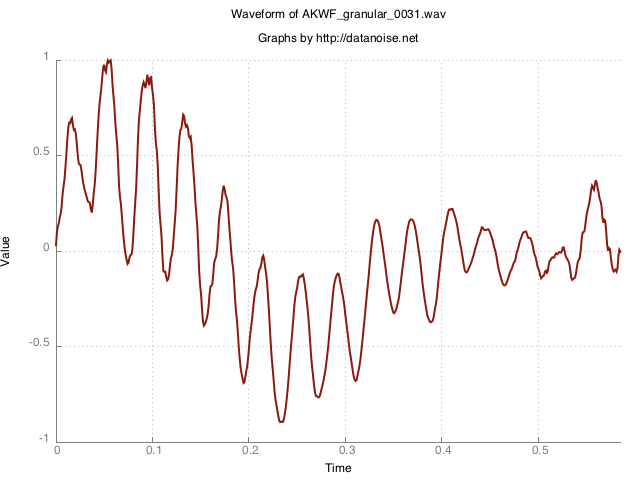 Waveform of AKWF_granular_0031.wav
Graphs by http://datanoise.net
1
0.5
0
-0.5
-1
Value
0 0.1 0.2 0.3 0.4 0.5
Time